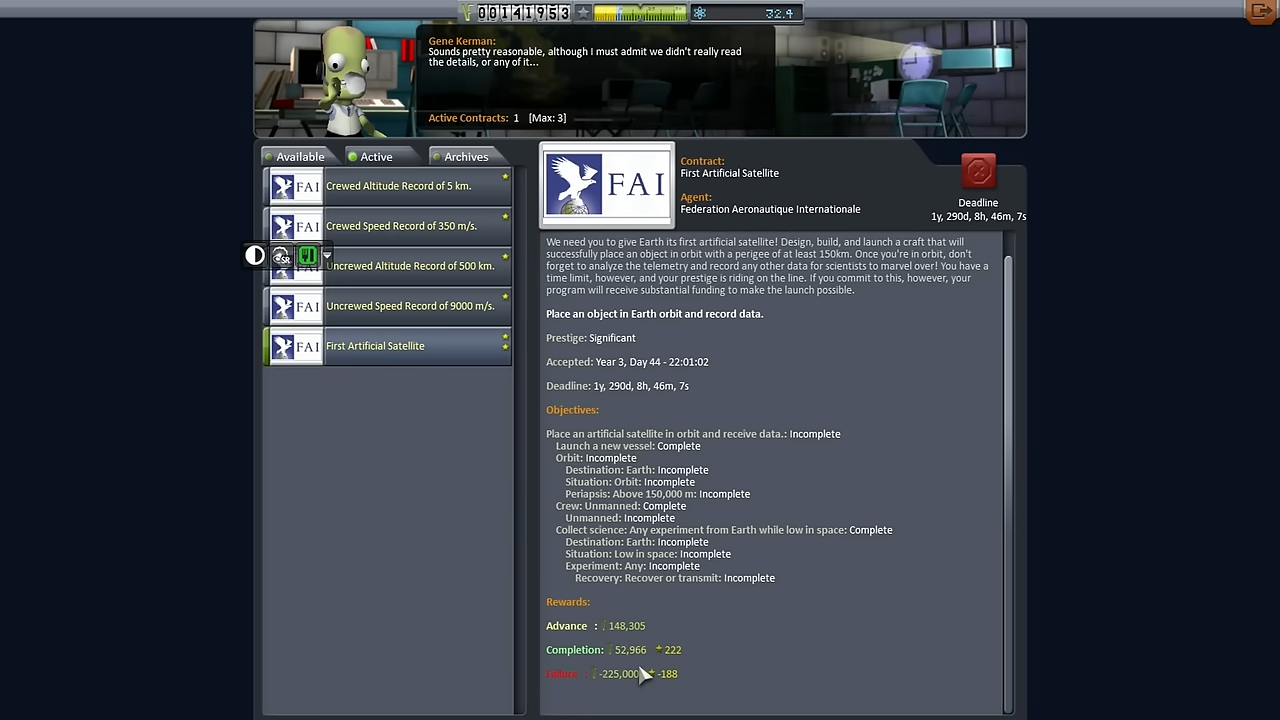 00141953
32.4
Gene Kerman:
Sounds pretty reasonable, although I must admit we didn't really read
the details, or any of it...
Active Contracts: 1 [Max: 3]
Available
Active
Archives
FAI
Crewed Altitude Record of 5 km.
FAI
Crewed Speed Record of 350 m/s.
FAI
Uncrewed Altitude Record of 500 km.
FAI
Uncrewed Speed Record of 9000 m/s.
FAI
First Artificial Satellite
FAI
Contract:
First Artificial Satellite
Agent:
Federation Aeronautique Internationale
Deadline
1y, 290d, 8h, 46m, 7s
We need you to give Earth its first artificial satellite! Design, build, and launch a craft that will
successfully place an object in orbit with a perigee of at least 150km. Once you're in orbit, don't
forget to analyze the telemetry and record any other data for scientists to marvel over! You have a
time limit, however, and your prestige is riding on the line. If you commit to this, however, your
program will receive substantial funding to make the launch possible.
Place an object in Earth orbit and record data.
Prestige: Significant
Accepted: Year 3, Day 44 - 22:01:02
Deadline: 1y, 290d, 8h, 46m, 7s
Objectives:
Place an artificial satellite in orbit and receive data.: Incomplete
Launch a new vessel: Complete
Orbit: Incomplete
Destination: Earth: Incomplete
Situation: Orbit: Incomplete
Periapsis: Above 150,000 m: Incomplete
Crew: Unmanned: Complete
Unmanned: Incomplete
Collect science: Any experiment from Earth while low in space: Complete
Destination: Earth: Incomplete
Situation: Low in space: Incomplete
Experiment: Any: Incomplete
Recovery: Recover or transmit: Incomplete
Rewards:
Advance : 148,305
Completion: 52,966 222
Failure : -225,000 -188